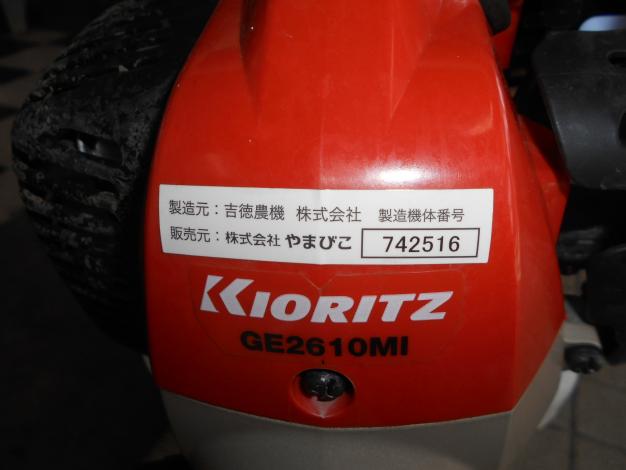 製造元：吉徳農機 株式会社 製造機体番号
販売元：株式会社 やまびこ 742516
KIORITZ
GE2610MI